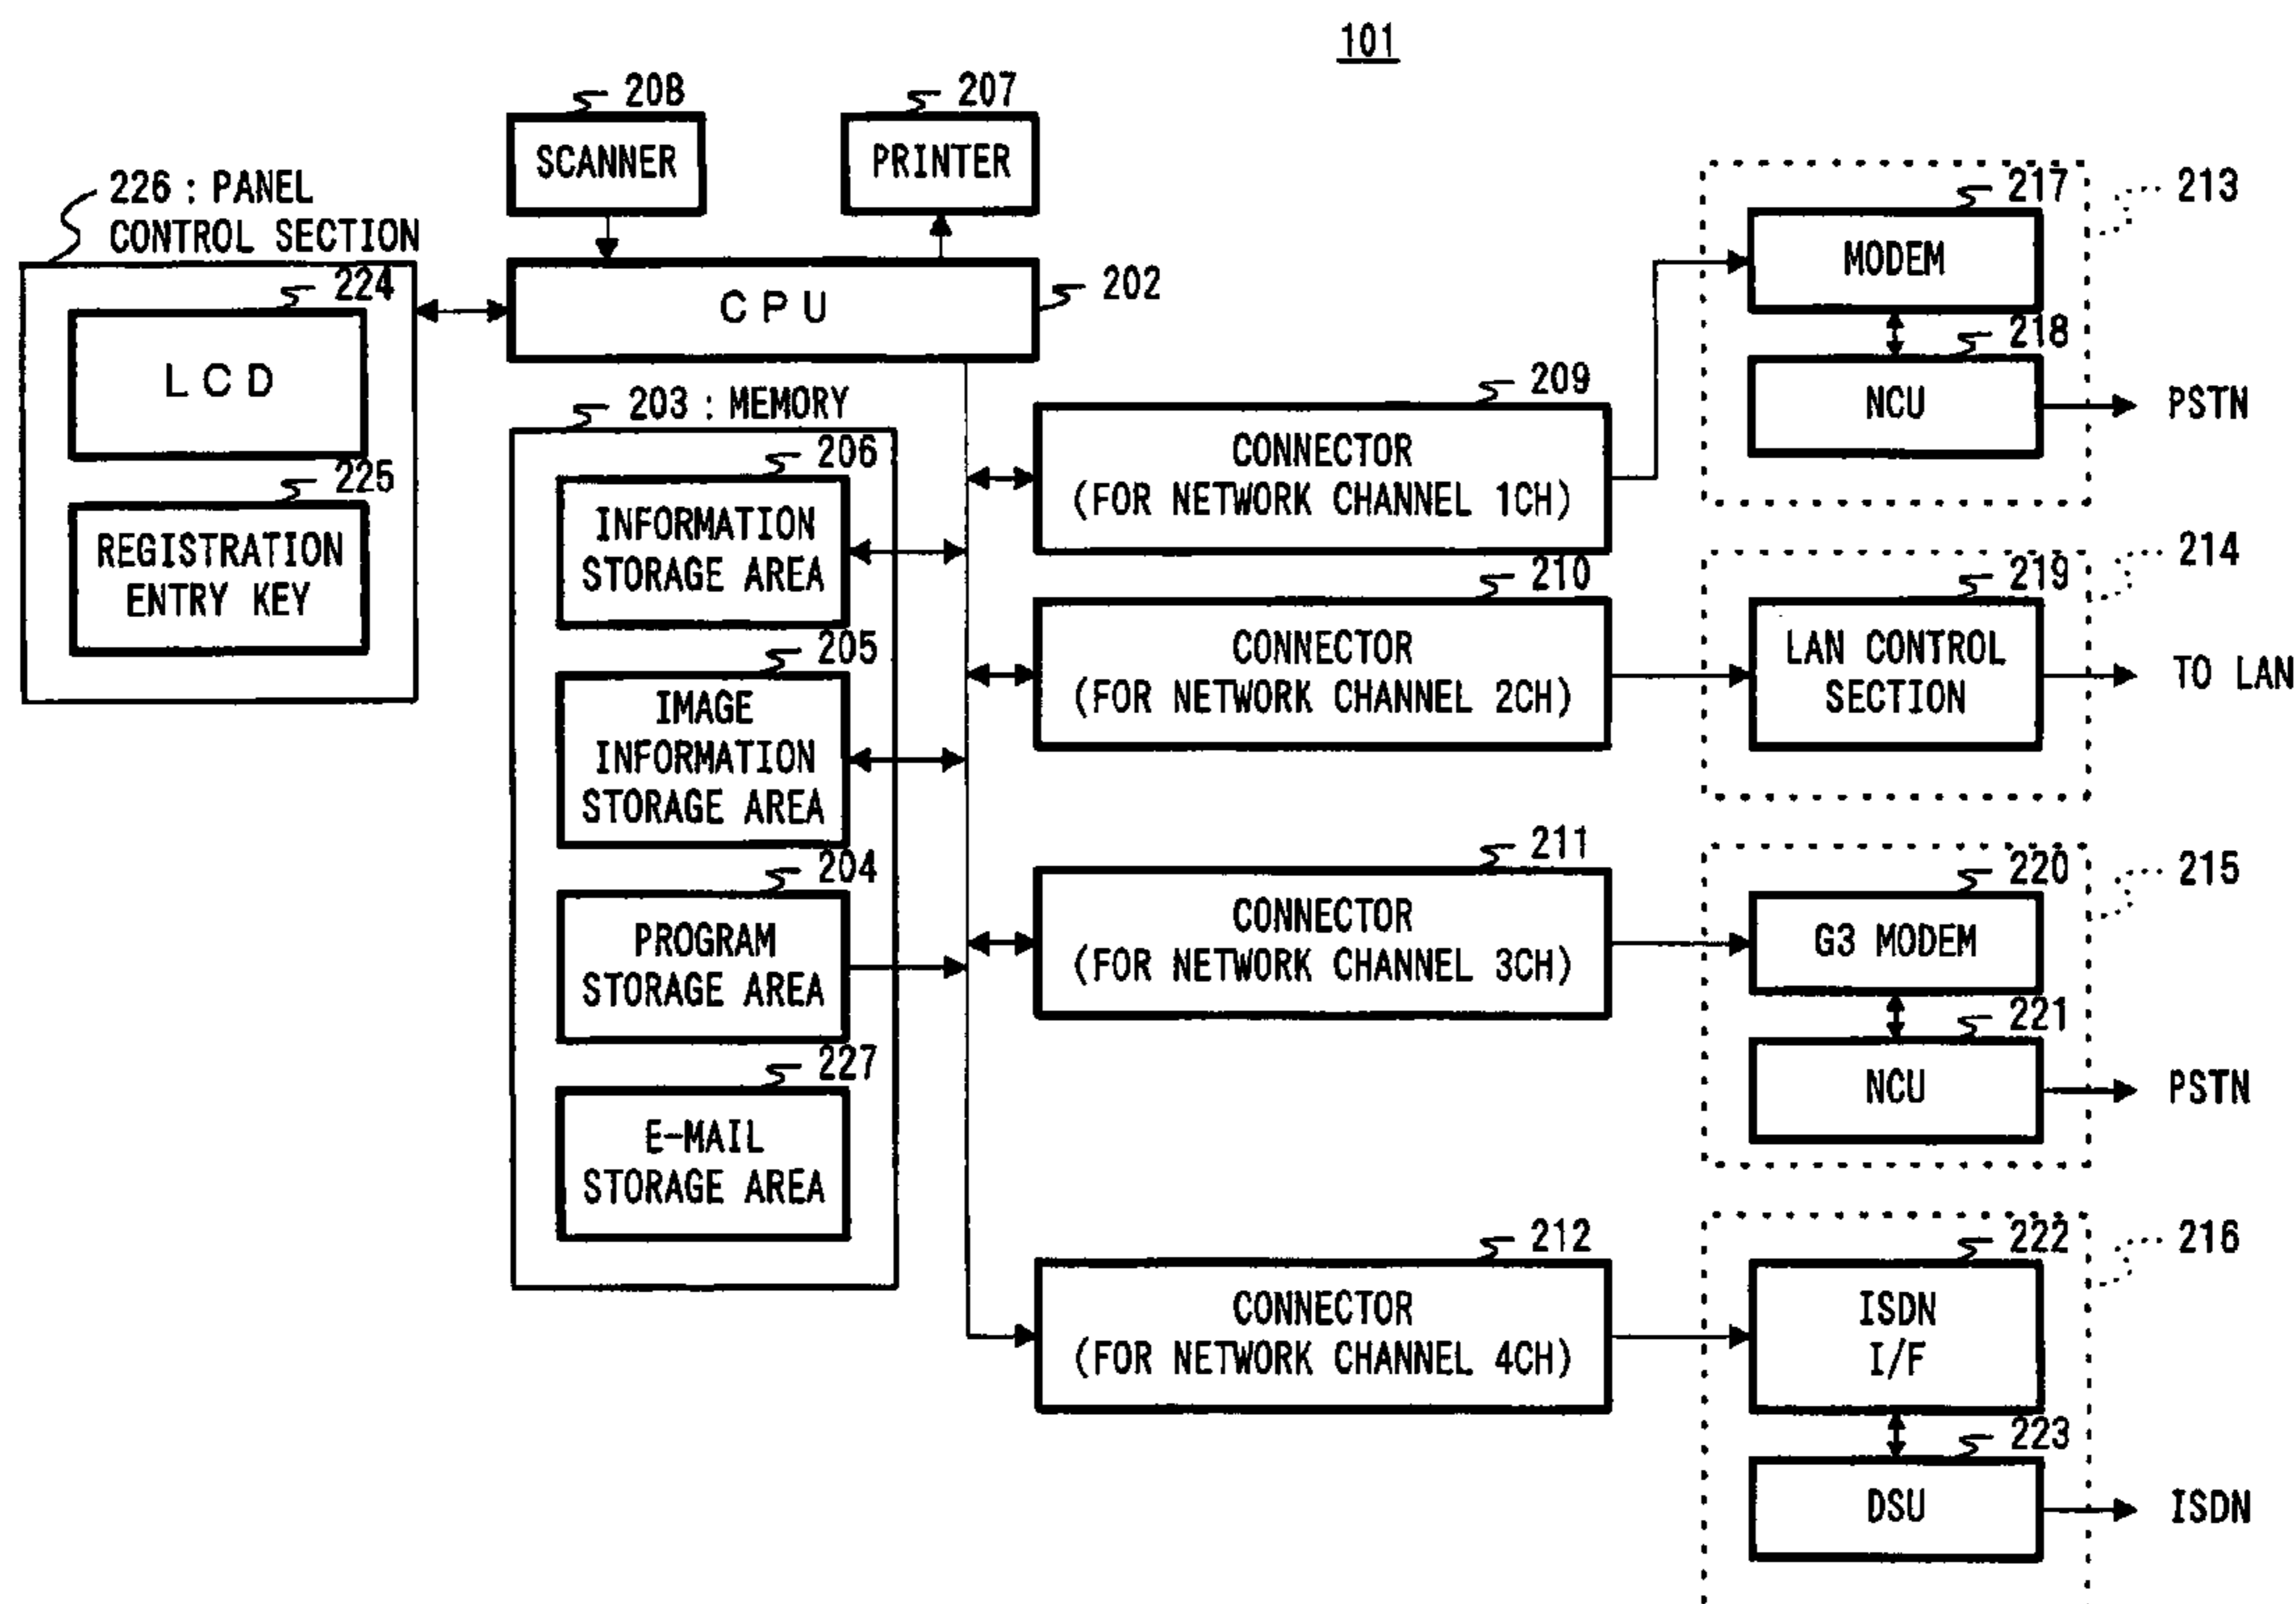 101
208
SCANNER
207
PRINTER
226 : PANEL
CONTROL SECTION
224
LCD
225
REGISTRATION
ENTRY KEY
CPU
202
203 : MEMORY
206
INFORMATION
STORAGE AREA
205
IMAGE
INFORMATION
STORAGE AREA
204
PROGRAM
STORAGE AREA
227
E-MAIL
STORAGE AREA
209
CONNECTOR
(FOR NETWORK CHANNEL 1CH)
210
CONNECTOR
(FOR NETWORK CHANNEL 2CH)
211
CONNECTOR
(FOR NETWORK CHANNEL 3CH)
212
CONNECTOR
(FOR NETWORK CHANNEL 4CH)
213
217
MODEM
218
NCU
PSTN
214
219
LAN CONTROL
SECTION
TO LAN
215
220
G3 MODEM
221
NCU
PSTN
216
222
ISDN
I/F
223
DSU
ISDN